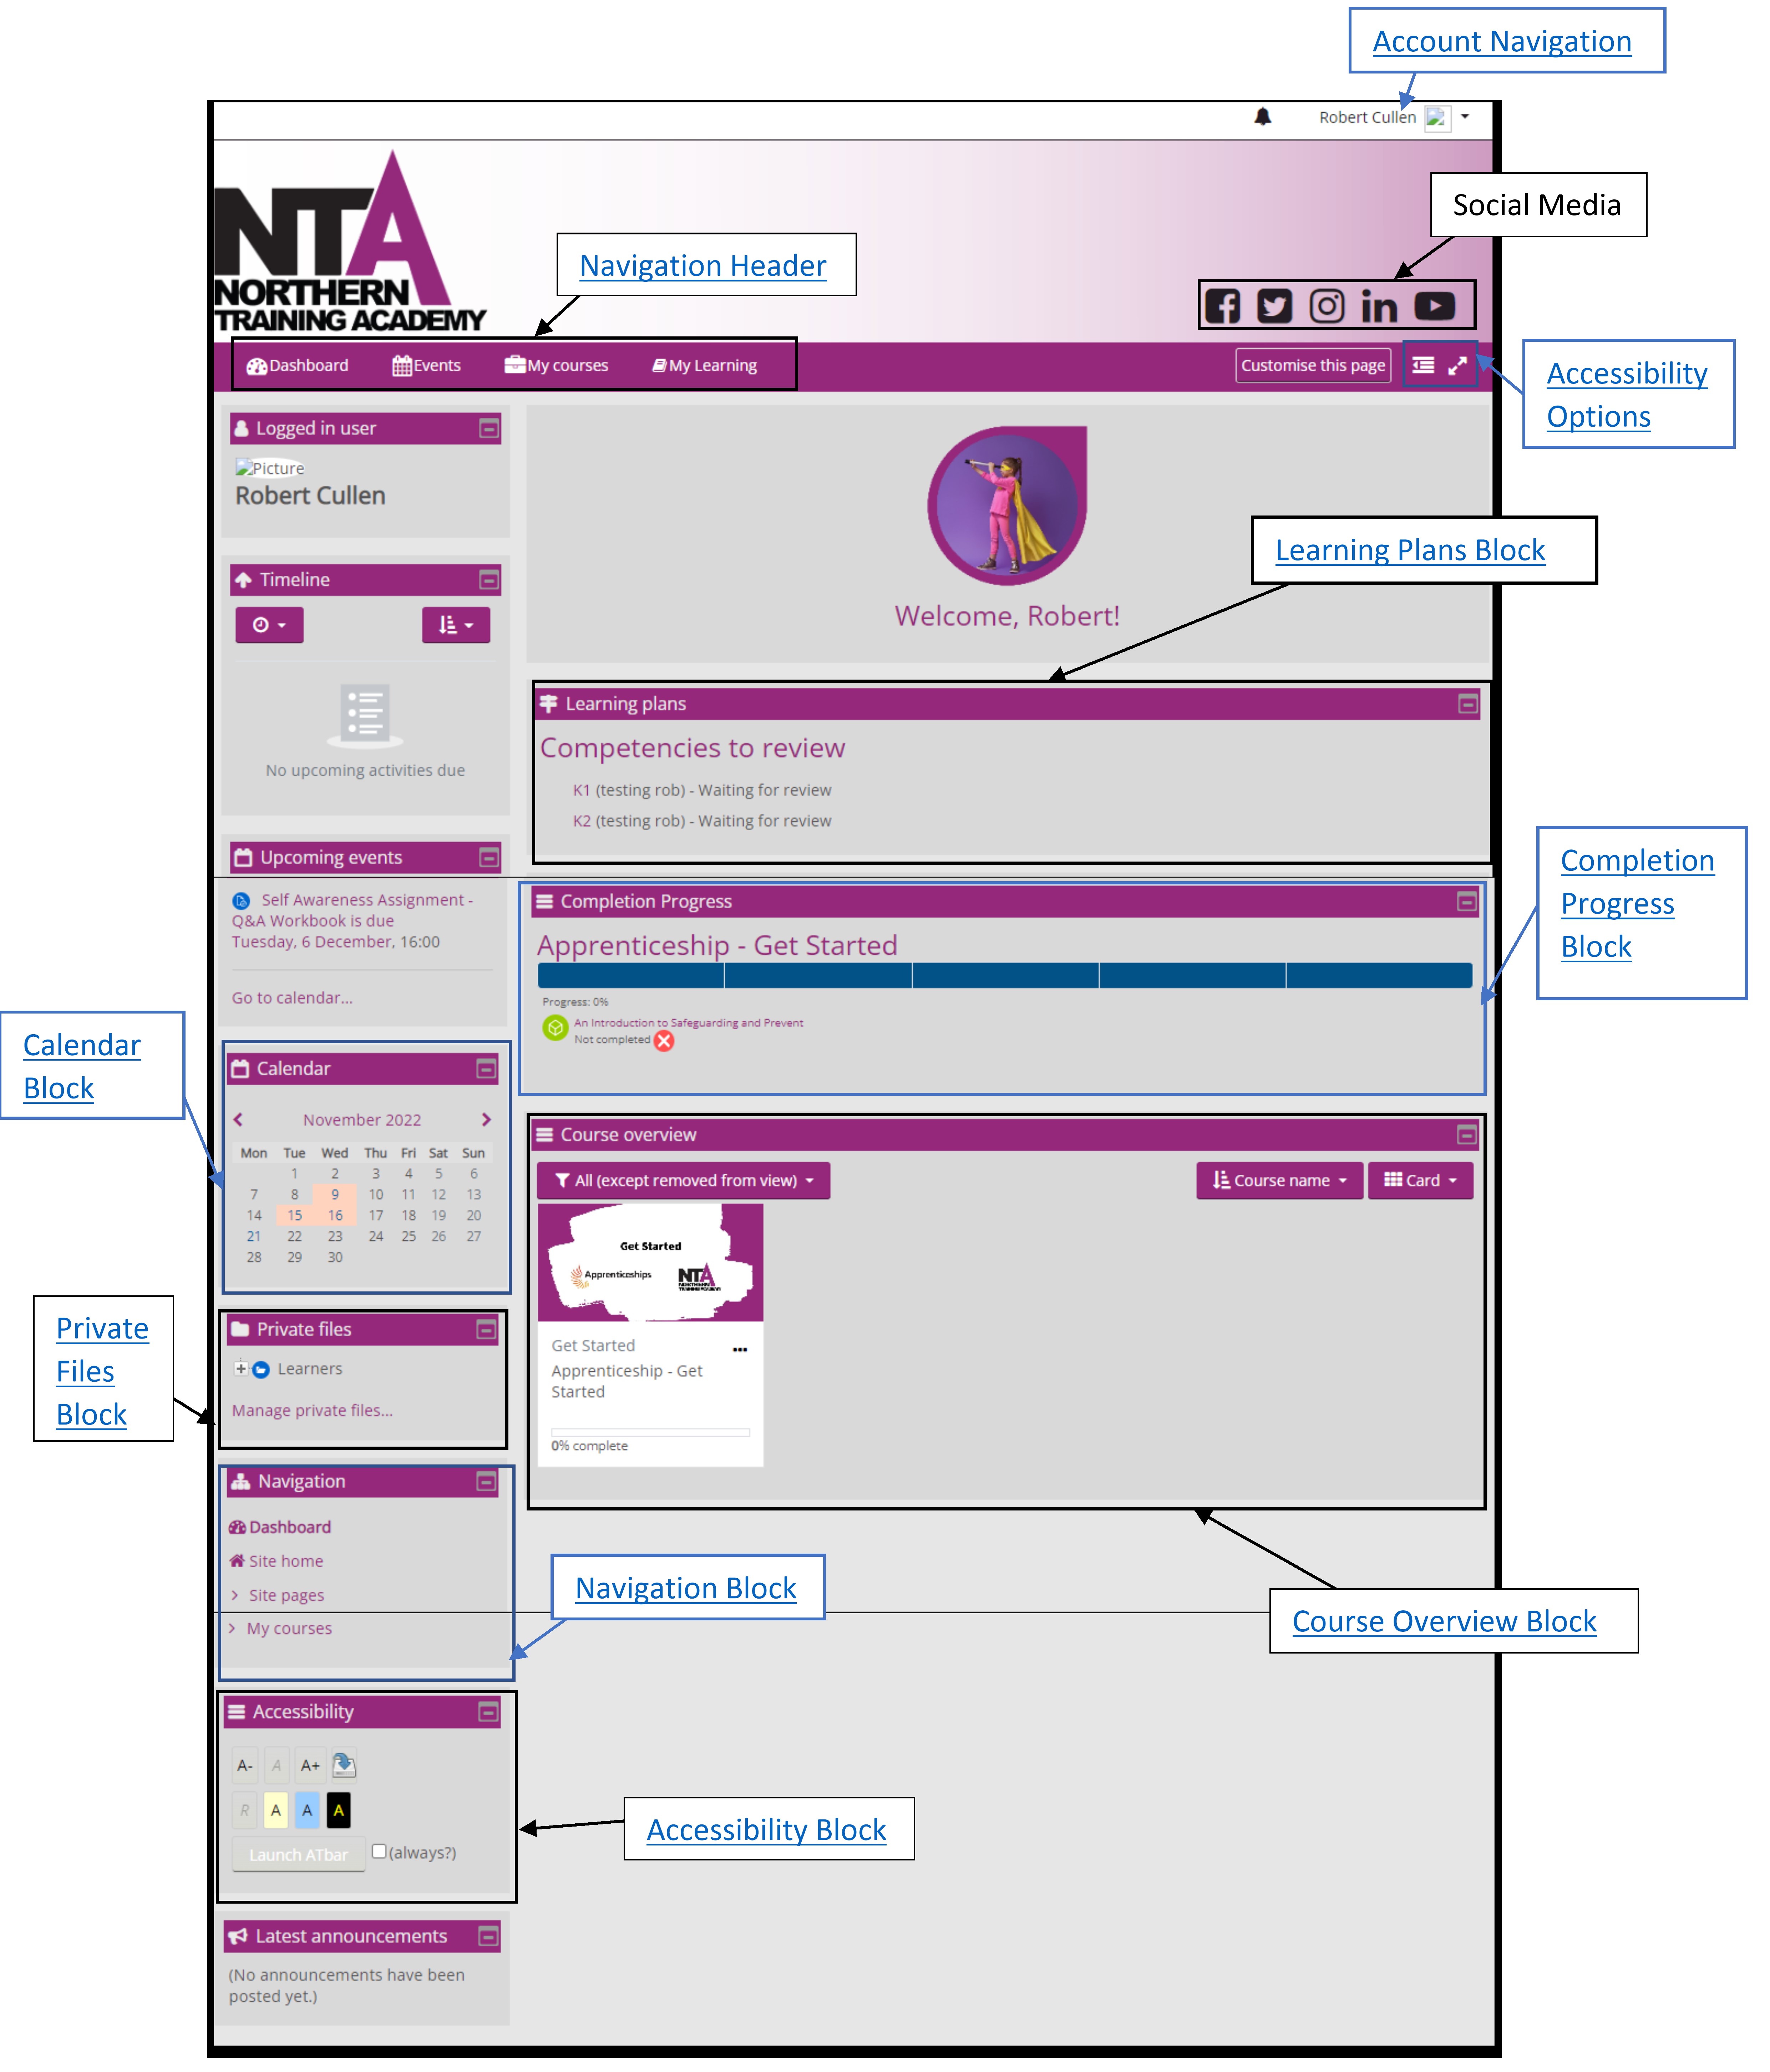 Account Navigation
Robert Cullen
NTA
NORTHERN
TRAINING ACADEMY
Social Media
Navigation Header
Dashboard
Events
My courses
My Learning
Customise this page
Accessibility
Options
Logged in user
Picture
Robert Cullen
Timeline
No upcoming activities due
Welcome, Robert!
Learning Plans Block
Learning plans
Competencies to review
K1 (testing rob) - Waiting for review
K2 (testing rob) - Waiting for review
Upcoming events
Self Awareness Assignment -
Q&A Workbook is due
Tuesday, 6 December, 16:00
Go to calendar...
Completion Progress
Apprenticeship - Get Started
Progress: 0%
An Introduction to Safeguarding and Prevent
Not completed
Completion
Progress
Block
Calendar
Block
Calendar
November 2022
Mon Tue Wed Thu Fri Sat Sun
1 2 3 4 5 6
7 8 9 10 11 12 13
14 15 16 17 18 19 20
21 22 23 24 25 26 27
28 29 30
Course overview
All (except removed from view)
Course name
Card
Get Started
Apprenticeships
NTA
NORTHERN
TRAINING ACADEMY
Get Started
Apprenticeship - Get
Started
0% complete
Private
Files
Block
Private files
Learners
Manage private files...
Navigation
Dashboard
Site home
Site pages
My courses
Navigation Block
Course Overview Block
Accessibility
A- A A+
R A A A
Launch ATbar
(always?)
Accessibility Block
Latest announcements
(No announcements have been
posted yet.)